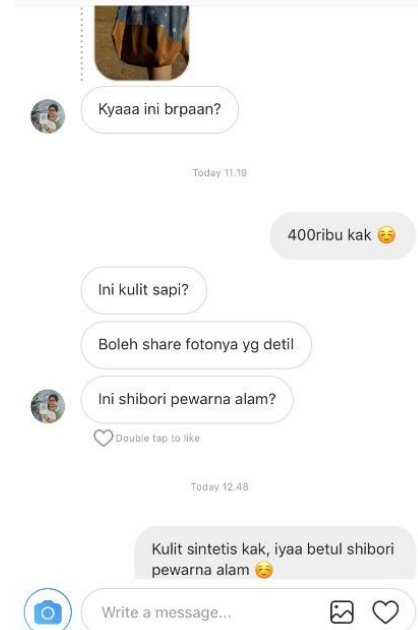 Kyaaa ini brpaan?
Today 11.19
400ribu kak ☺️
Ini kulit sapi?
Boleh share fotonya yg detil
Ini shibori pewarna alam?
Double tap to like
Today 12.48
Kulit sintetis kak, iyaa betul shibori
pewarna alam ☺️
Write a message...